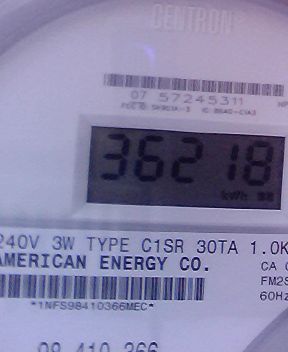 CENTRON®
07 57245311
36218
kWh
240V 3W TYPE C1SR 30TA 1.0K
AMERICAN ENERGY CO.
CA
FM2S
60Hz
*1NFS98410366MEC*
98 410 366